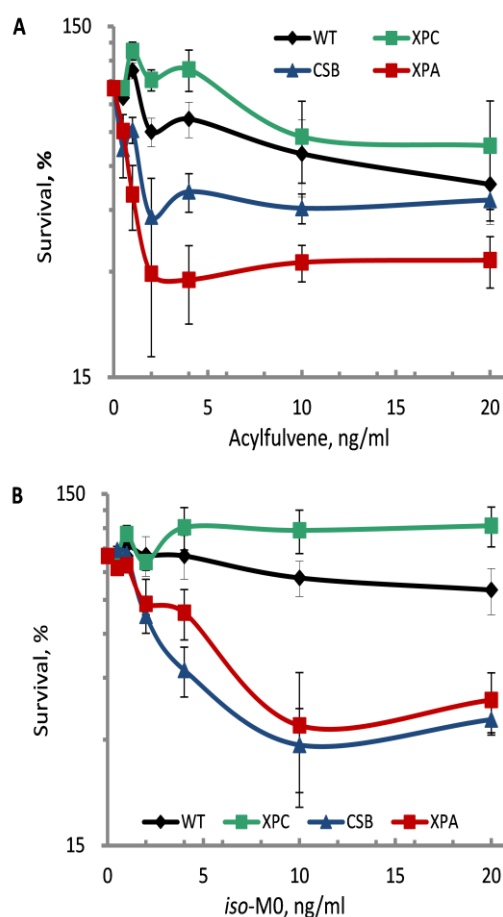 A
150
WT XPC
CSB XPA
Survival, %
15
0 5 10 15 20
Acylfulvene, ng/ml
B
150
Survival, %
WT XPC CSB XPA
15
0 5 10 15 20
iso-M0, ng/ml